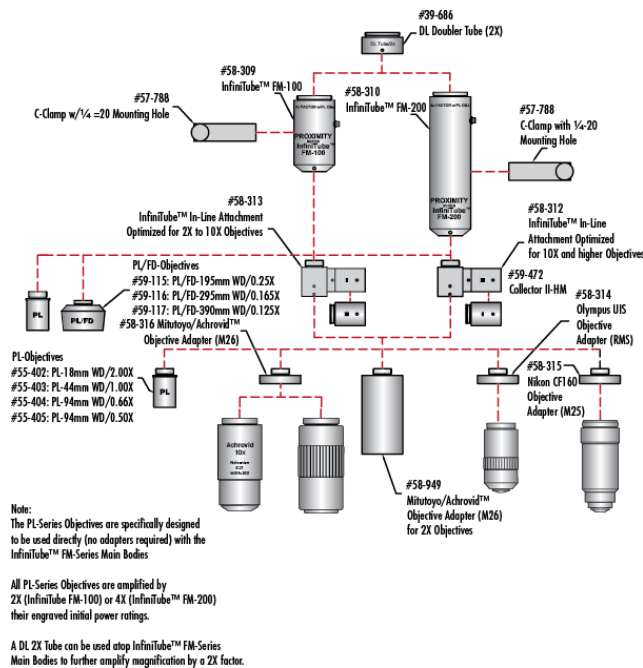 #39-686
DL Doubler Tube (2X)
DL Tube/2x
#58-309
InfiniTube™ FM-100
#58-310
InfiniTube™ FM-200
#57-788
C-Clamp w/¼ =20 Mounting Hole
PROXIMITY
InfiniTube™
FM-100
#57-788
C-Clamp with ¼-20
Mounting Hole
PROXIMITY
InfiniTube™
FM-200
#58-313
InfiniTube™ In-Line Attachment
Optimized for 2X to 10X Objectives
#58-312
InfiniTube™ In-Line
Attachment Optimized
for 10X and higher Objectives
#59-472
Collector II-HM
PL
PL/FD
PL/FD-Objectives
#59-115: PL/FD-195mm WD/0.25X
#59-116: PL/FD-295mm WD/0.165X
#59-117: PL/FD-390mm WD/0.125X
#58-316 Mitutoyo/Achrovid™
Objective Adapter (M26)
#58-314
Olympus UIS
Objective
Adapter (RMS)
#58-315
Nikon CF160
Objective
Adapter (M25)
PL-Objectives
#55-402: PL-18mm WD/2.00X
#55-403: PL-44mm WD/1.00X
#55-404: PL-94mm WD/0.66X
#55-405: PL-94mm WD/0.50X
PL
Achrovid
10x
#58-949
Mitutoyo/Achrovid™
Objective Adapter (M26)
for 2X Objectives
Note:
The PL-Series Objectives are specifically designed
to be used directly (no adapters required) with the
InfiniTube™ FM-Series Main Bodies
All PL-Series Objectives are amplified by
2X (InfiniTube FM-100) or 4X (InfiniTube™ FM-200)
their engraved initial power ratings.
A DL 2X Tube can be used atop InfiniTube™ FM-Series
Main Bodies to further amplify magnification by a 2X factor.